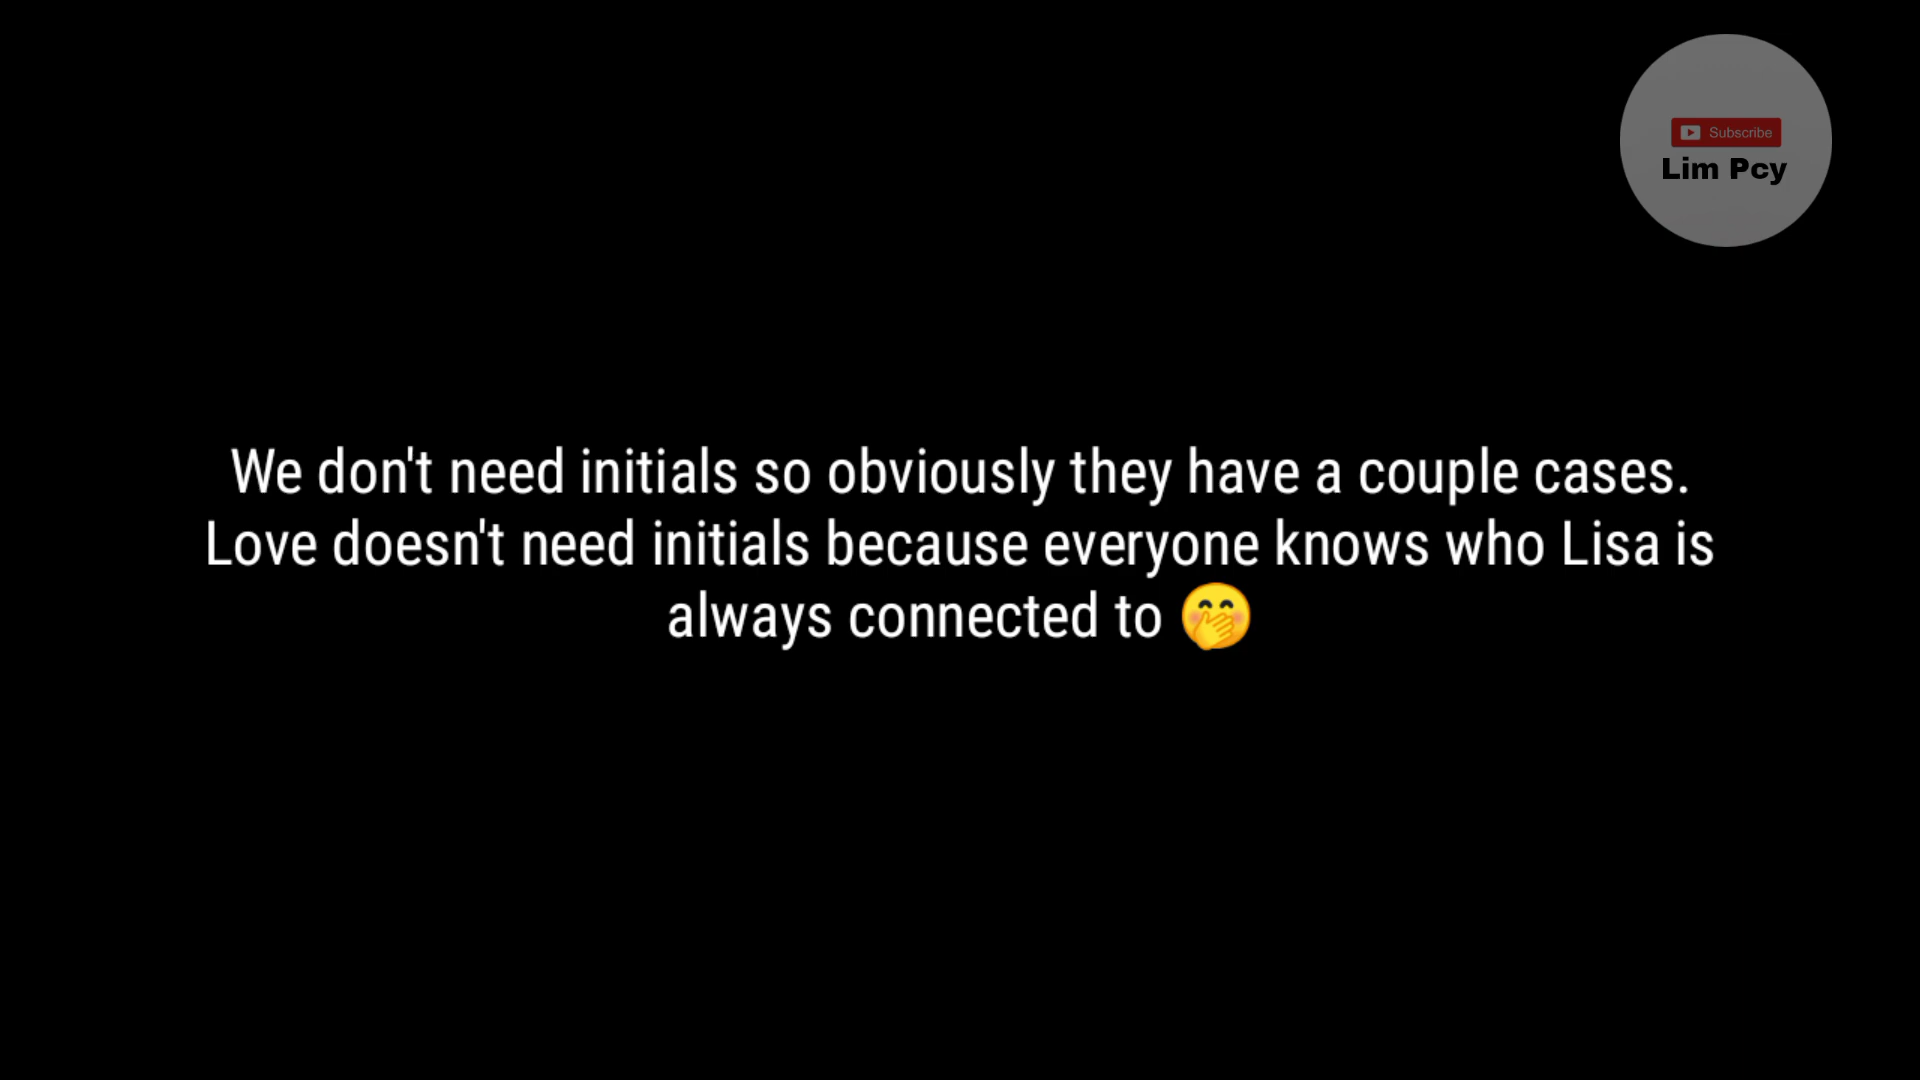 Subscribe
Lim Pcy
We don't need initials so obviously they have a couple cases.
Love doesn't need initials because everyone knows who Lisa is
always connected to 🤭